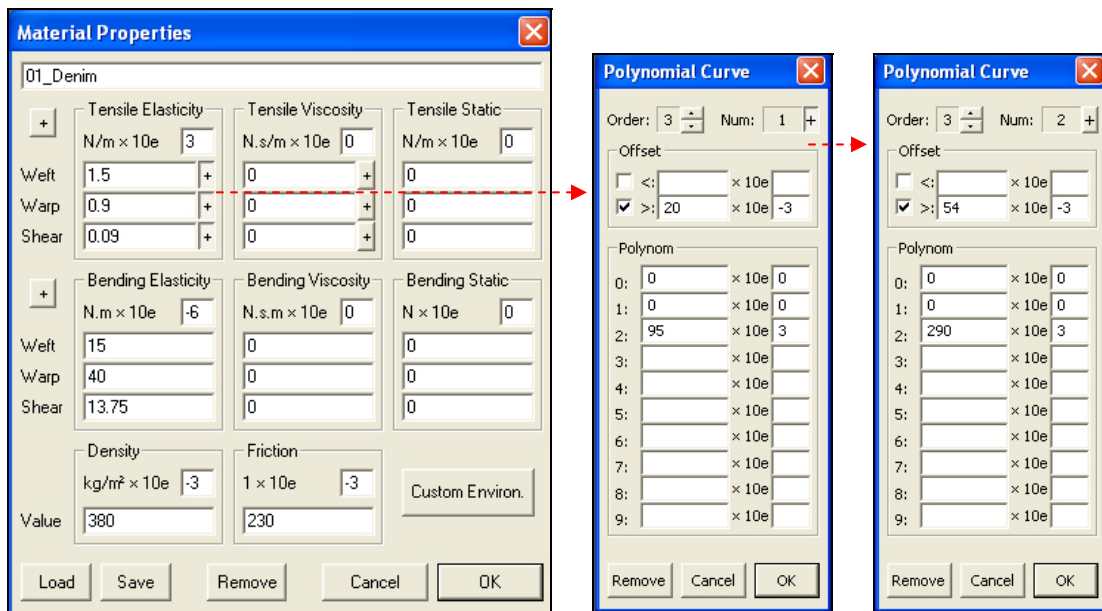 Material Properties
01_Denim
+
Tensile Elasticity Tensile Viscosity Tensile Static
N/m × 10e 3 N.s/m × 10e 0 N/m × 10e 0
Weft 1.5 + 0 + 0
Warp 0.9 + 0 + 0
Shear 0.09 + 0 + 0
+
Bending Elasticity Bending Viscosity Bending Static
N.m × 10e -6 N.s.m × 10e 0 N × 10e 0
Weft 15 0 0
Warp 40 0 0
Shear 13.75 0 0
Density Friction
kg/m² × 10e -3 1 × 10e -3
Custom Environ.
Value 380 230
Load Save Remove Cancel OK
Polynomial Curve
Order: 3 Num: 1 +
Offset
<: × 10e
>: 20 × 10e -3
Polynom
0: 0 × 10e 0
1: 0 × 10e 0
2: 95 × 10e 3
3: × 10e
4: × 10e
5: × 10e
6: × 10e
7: × 10e
8: × 10e
9: × 10e
Remove Cancel OK
Polynomial Curve
Order: 3 Num: 2 +
Offset
<: × 10e
>: 54 × 10e -3
Polynom
0: 0 × 10e 0
1: 0 × 10e 0
2: 290 × 10e 3
3: × 10e
4: × 10e
5: × 10e
6: × 10e
7: × 10e
8: × 10e
9: × 10e
Remove Cancel OK